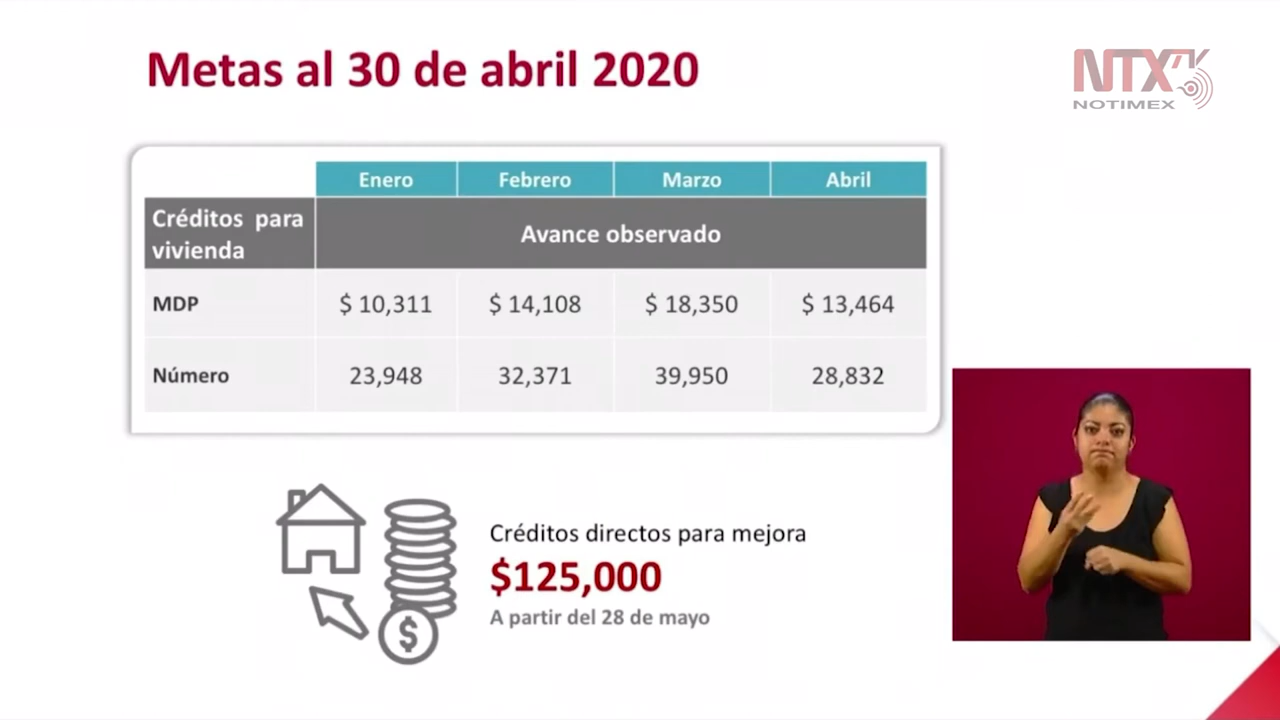 Metas al 30 de abril 2020
NTX
NOTIMEX
Enero Febrero Marzo Abril
Créditos para
vivienda
Avance observado
MDP $ 10,311 $ 14,108 $ 18,350 $ 13,464
Número 23,948 32,371 39,950 28,832
Créditos directos para mejora
$125,000
A partir del 28 de mayo
$